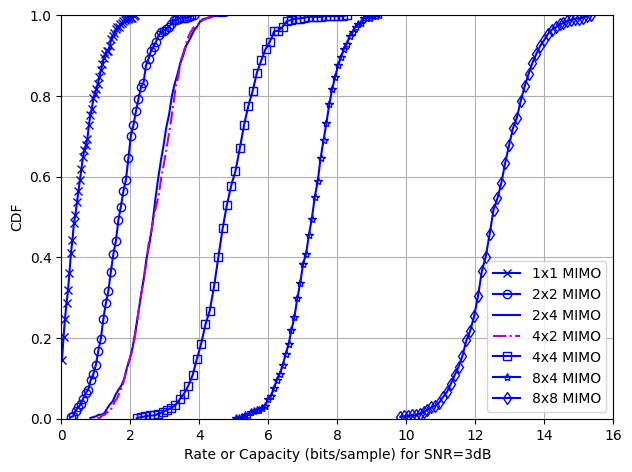 1.0
0.8
0.6
0.4
0.2
0.0
CDF
0 2 4 6 8 10 12 14 16
Rate or Capacity (bits/sample) for SNR=3dB
1x1 MIMO
2x2 MIMO
2x4 MIMO
4x2 MIMO
4x4 MIMO
8x4 MIMO
8x8 MIMO